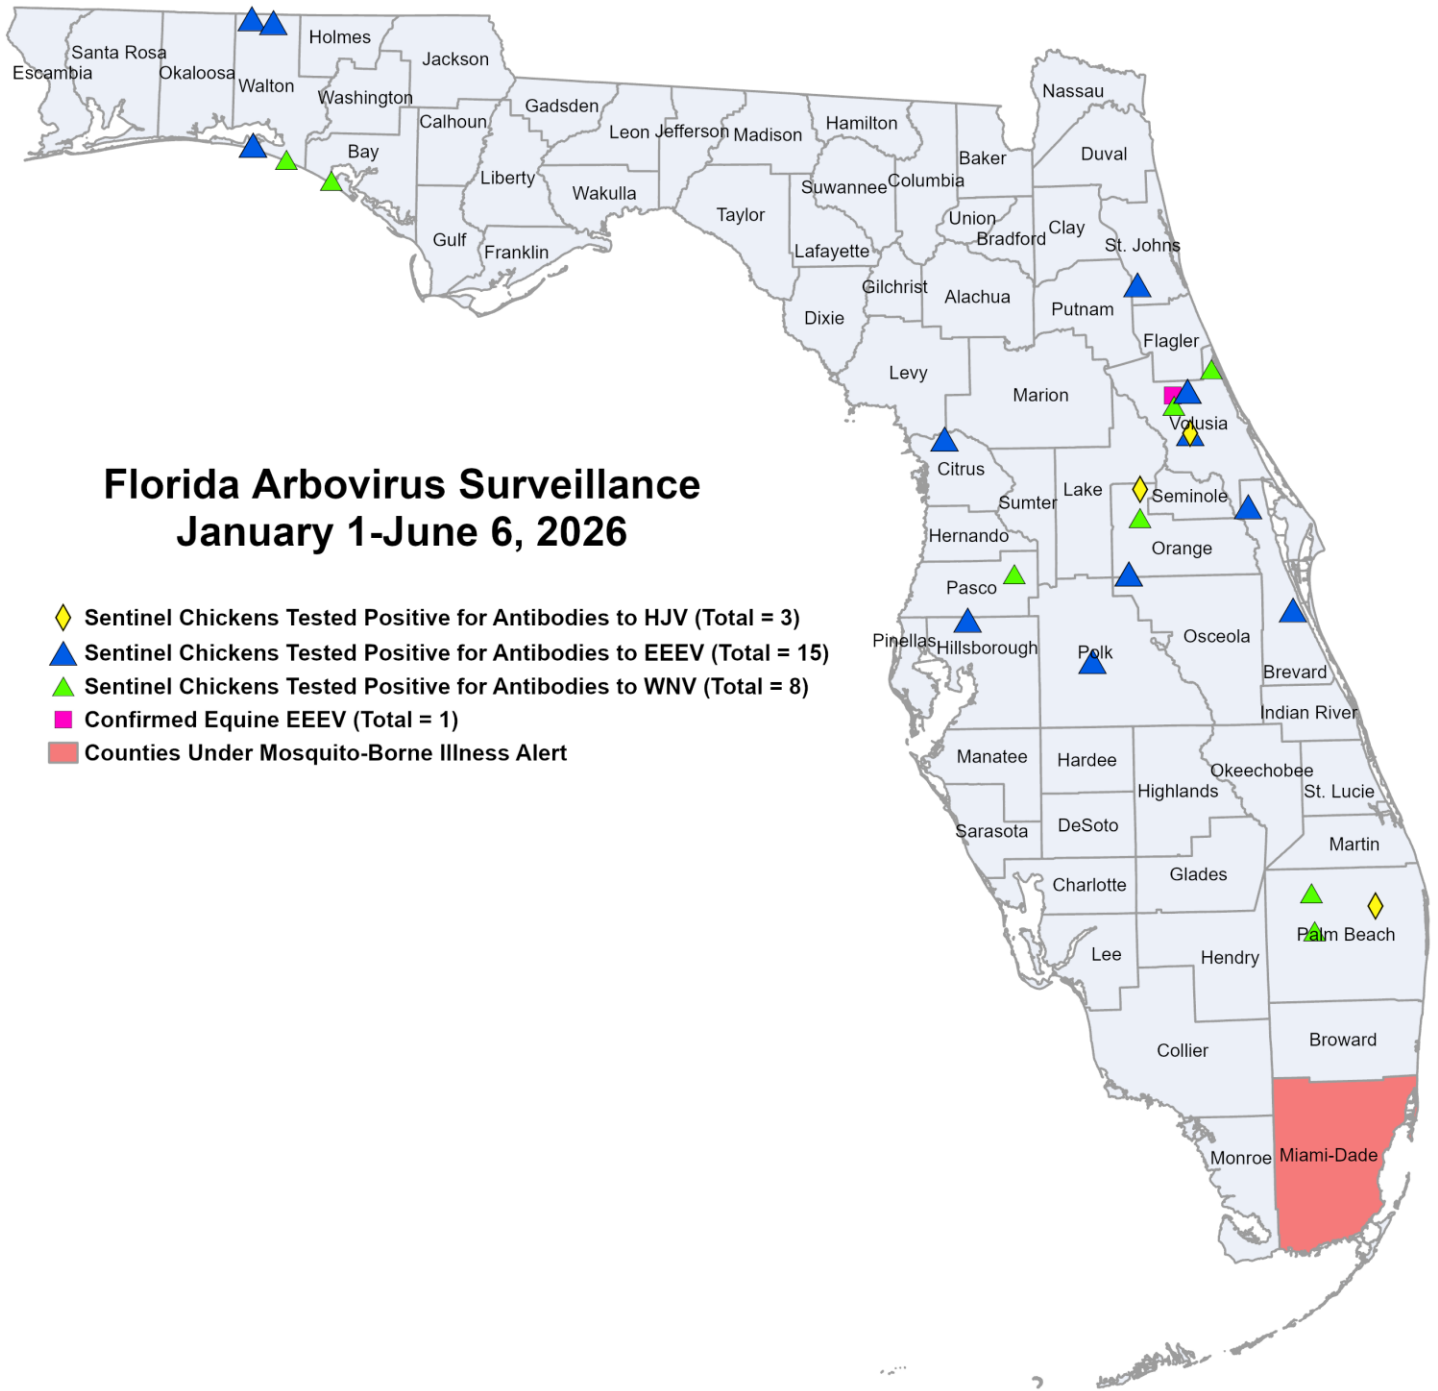 Holmes
Jackson
Santa Rosa
Escambia
Okaloosa
Walton
Washington
Calhoun
Gadsden
Leon
Jefferson
Madison
Hamilton
Nassau
Bay
Liberty
Wakulla
Suwannee
Columbia
Baker
Duval
Gulf
Franklin
Taylor
Lafayette
Union
Bradford
Clay
St. Johns
Gilchrist
Alachua
Putnam
Dixie
Flagler
Levy
Marion
Volusia
Citrus
Sumter
Lake
Seminole
Hernando
Orange
Pasco
Pinellas
Hillsborough
Polk
Osceola
Brevard
Indian River
Manatee
Hardee
Highlands
Okeechobee
St. Lucie
Sarasota
DeSoto
Martin
Charlotte
Glades
Lee
Hendry
Palm Beach
Collier
Broward
Monroe
Miami-Dade
Florida Arbovirus Surveillance
January 1-June 6, 2026
Sentinel Chickens Tested Positive for Antibodies to HJV (Total = 3)
Sentinel Chickens Tested Positive for Antibodies to EEEV (Total = 15)
Sentinel Chickens Tested Positive for Antibodies to WNV (Total = 8)
Confirmed Equine EEEV (Total = 1)
Counties Under Mosquito-Borne Illness Alert